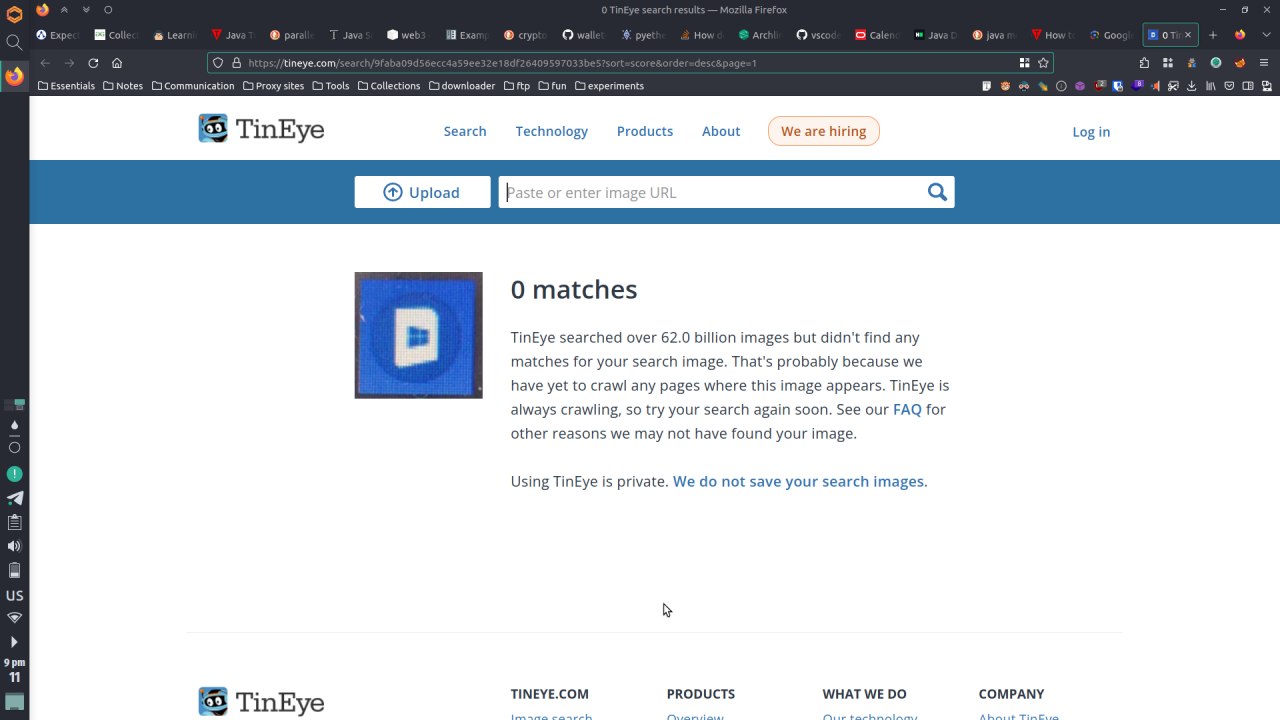 0 TinEye search results — Mozilla Firefox
Expect
Collect
Learni
Java T
paralle
Java S
web3-
Examp
crypto
wallet-
pyethe
How d
Archlin
vscode
Calend
Java D
java m
How to
Googl
0 Tin
https://tineye.com/search/9faba09d56ecc4a59ee32e18df26409597033be5?sort=score&order=desc&page=1
Essentials
Notes
Communication
Proxy sites
Tools
Collections
downloader
ftp
fun
experiments
TinEye
Search
Technology
Products
About
We are hiring
Log in
Upload
Paste or enter image URL
0 matches
TinEye searched over 62.0 billion images but didn't find any
matches for your search image. That's probably because we
have yet to crawl any pages where this image appears. TinEye is
always crawling, so try your search again soon. See our FAQ for
other reasons we may not have found your image.
Using TinEye is private. We do not save your search images.
US
9 pm
11
TinEye
TINEYE.COM
PRODUCTS
WHAT WE DO
COMPANY
Image search
Overview
Our technology
About TinEye